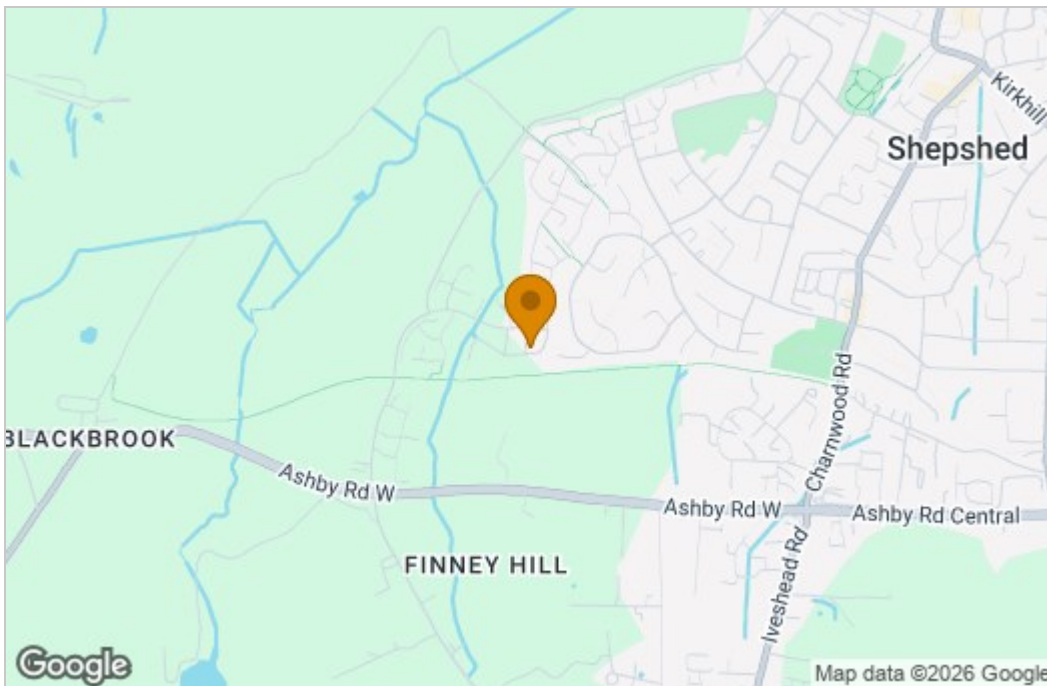 Kirkhill
Shepshed
Charnwood Rd
BLACKBROOK
Ashby Rd W
Ashby Rd W
Ashby Rd Central
FINNEY HILL
Iveshead Rd
Google
Map data ©2026 Google